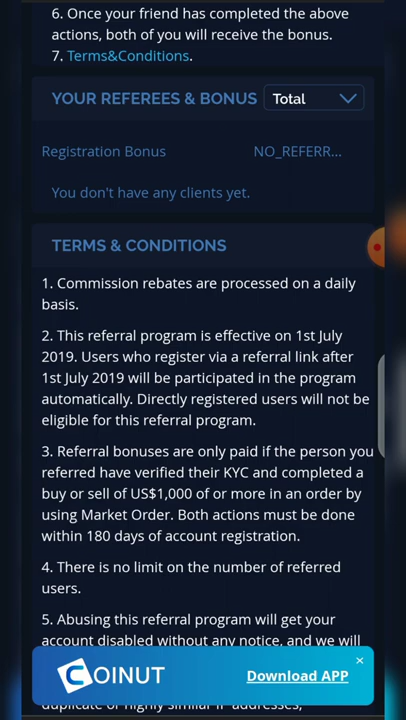 6. Once your friend has completed the above
actions, both of you will receive the bonus.
7. Terms&Conditions.
YOUR REFEREES & BONUS Total
Registration Bonus NO_REFERR...
You don't have any clients yet.
TERMS & CONDITIONS
1. Commission rebates are processed on a daily
basis.
2. This referral program is effective on 1st July
2019. Users who register via a referral link after
1st July 2019 will be participated in the program
automatically. Directly registered users will not be
eligible for this referral program.
3. Referral bonuses are only paid if the person you
referred have verified their KYC and completed a
buy or sell of US$1,000 of or more in an order by
using Market Order. Both actions must be done
within 180 days of account registration.
4. There is no limit on the number of referred
users.
5. Abusing this referral program will get your
account disabled without any notice, and we will
COINUT Download APP ×
duplicate or highly similar IP addresses,